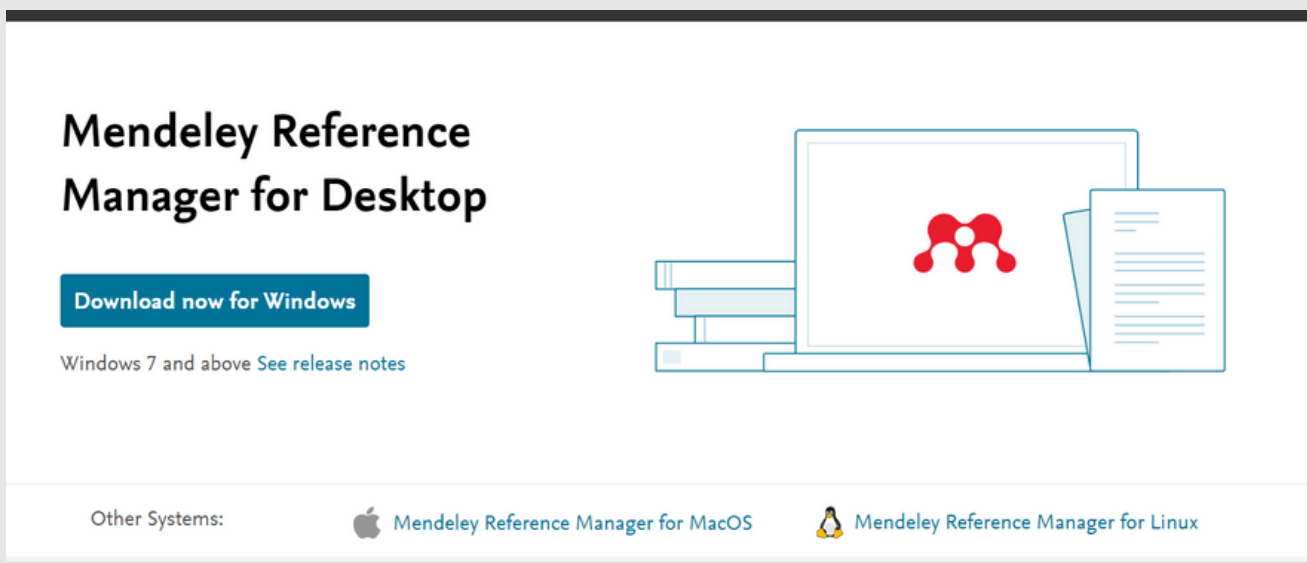 Mendeley Reference
Manager for Desktop
Download now for Windows
Windows 7 and above See release notes
Other Systems:
Mendeley Reference Manager for MacOS
Mendeley Reference Manager for Linux